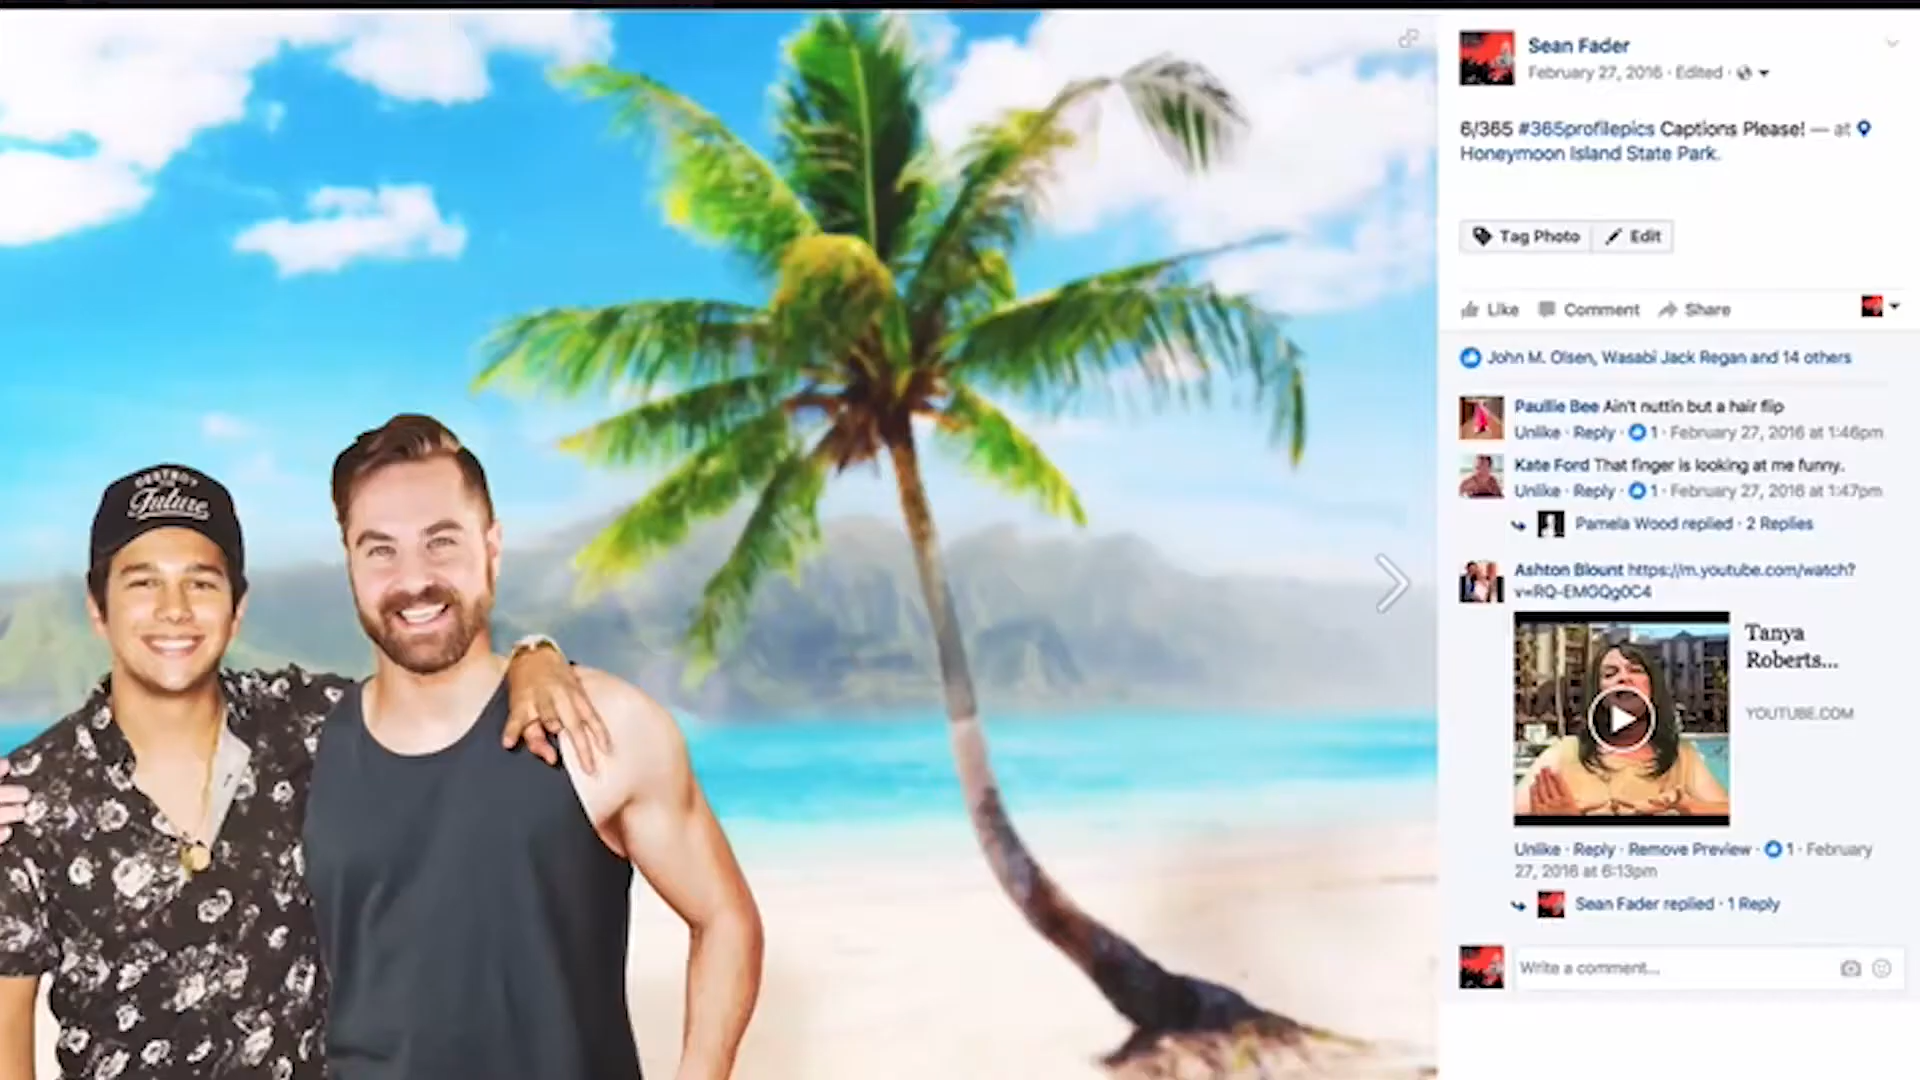 DESTROY
Future
Sean Fader
February 27, 2016 · Edited ·
6/365 #365profilepics Captions Please! — at
Honeymoon Island State Park.
Tag Photo
Edit
Like
Comment
Share
John M. Olsen, Wasabi Jack Regan and 14 others
Paullie Bee Ain't nuttin but a hair flip
Unlike · Reply · 1 · February 27, 2016 at 1:46pm
Kate Ford That finger is looking at me funny.
Unlike · Reply · 1 · February 27, 2016 at 1:47pm
Pamela Wood replied · 2 Replies
Ashton Blount https://m.youtube.com/watch?
v=RQ-EMGQg0C4
Tanya
Roberts...
YOUTUBE.COM
Unlike · Reply · Remove Preview · 1 · February
27, 2016 at 6:13pm
Sean Fader replied · 1 Reply
Write a comment...